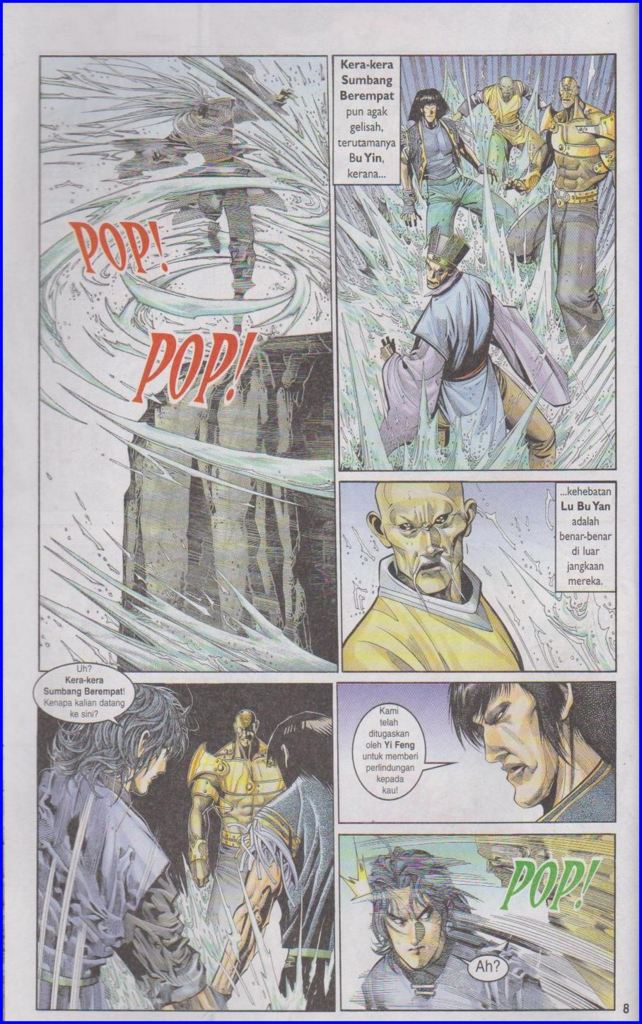 POP!
POP!
Kera-kera
Sumbang
Berempat
pun agak
gelisah,
terutamanya
Bu Yin,
kerana...
...kehebatan
Lu Bu Yan
adalah
benar-benar
di luar
jangkaan
mereka.
Uh?
Kera-kera
Sumbang Berempat!
Kenapa kalian datang
ke sini?
Kami
telah
ditugaskan
oleh Yi Feng
untuk memberi
perlindungan
kepada
kau!
POP!
Ah?
8